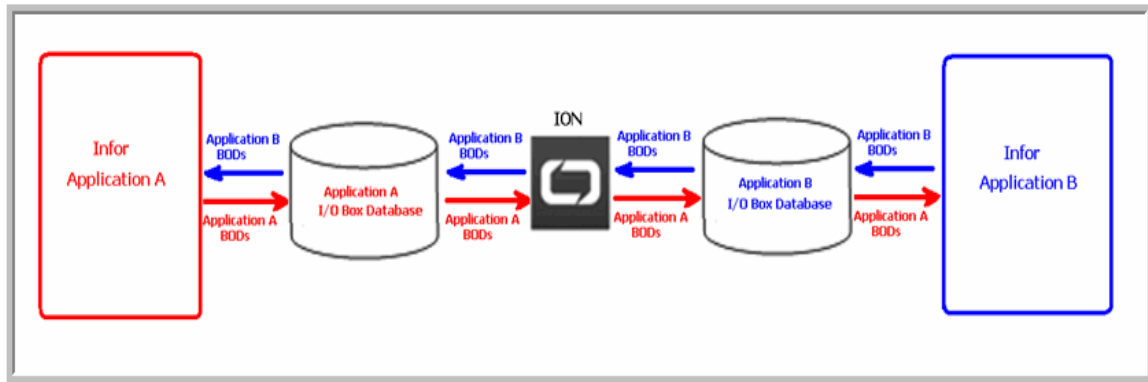 Infor
Application A
Application B
BODs
Application A
BODs
Application A
I/O Box Database
Application B
BODs
Application A
BODs
ION
Application B
BODs
Application A
BODs
Application B
I/O Box Database
Application B
BODs
Application A
BODs
Infor
Application B